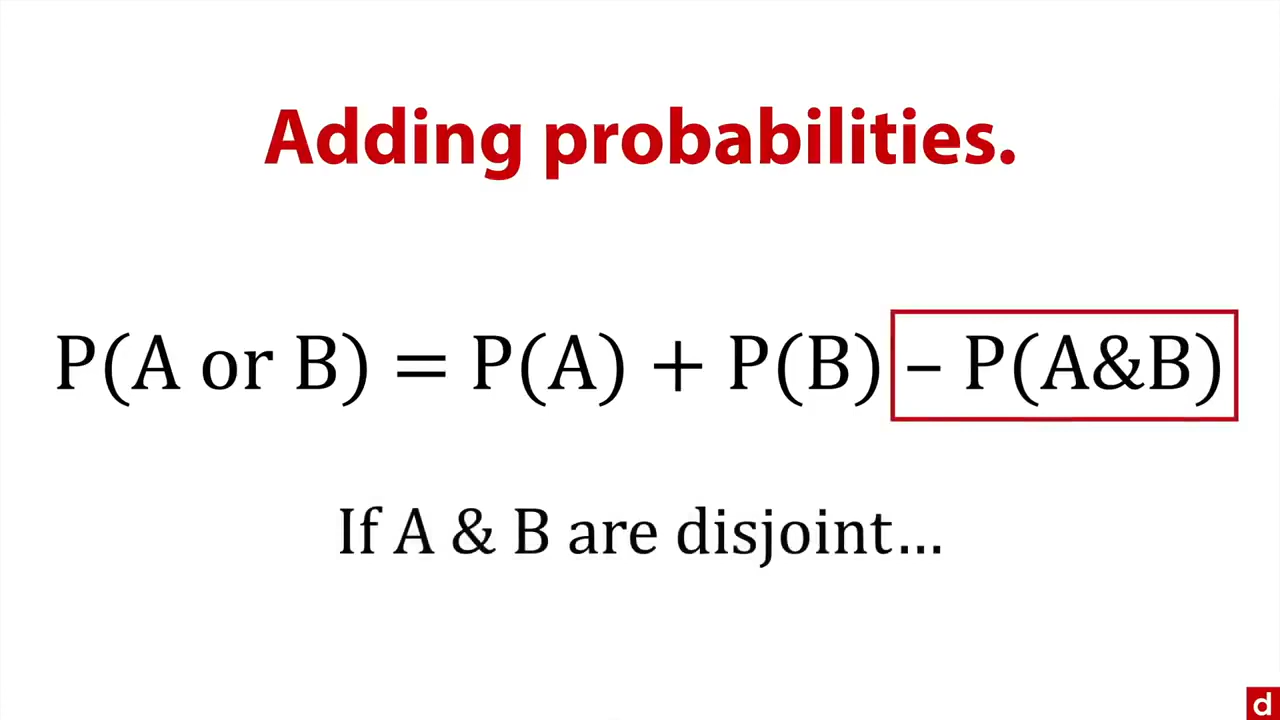 Adding probabilities.
P(A or B) = P(A) + P(B) – P(A&B)
If A & B are disjoint…
d